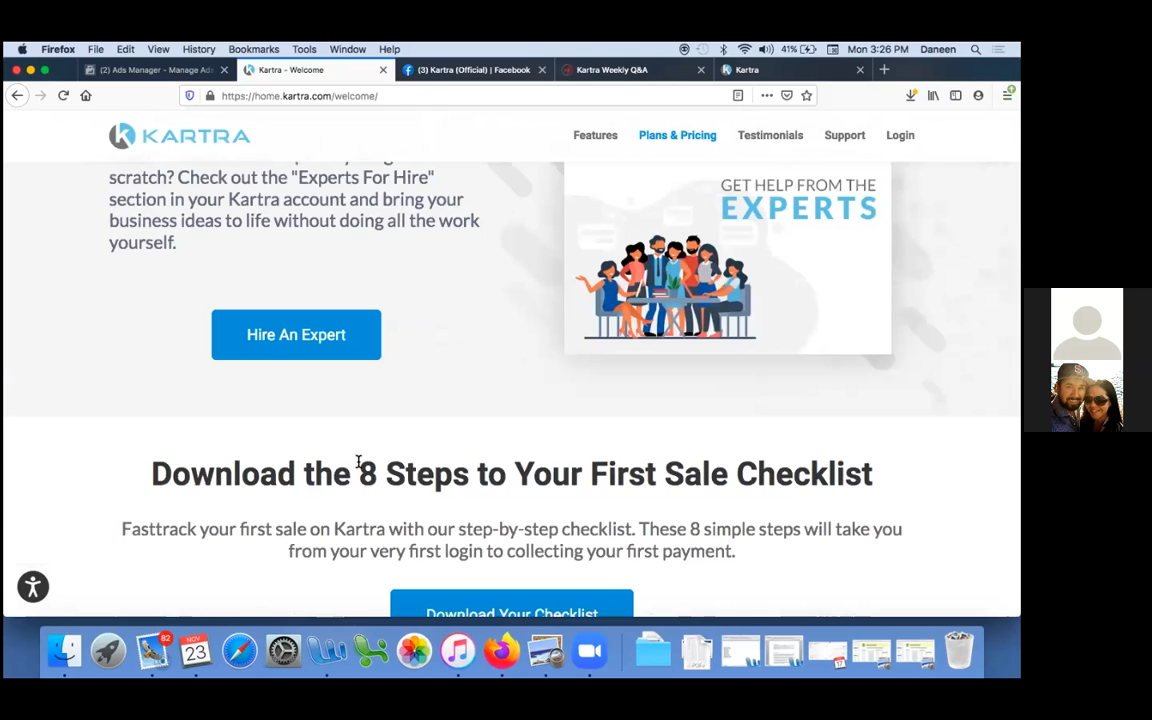 Firefox File Edit View History Bookmarks Tools Window Help 41% Mon 3:26 PM Daneen
(2) Ads Manager - Manage Ads
Kartra - Welcome
(3) Kartra (Official) | Facebook
Kartra Weekly Q&A
Kartra
https://home.kartra.com/welcome/
KARTRA
Features Plans & Pricing Testimonials Support Login
scratch? Check out the "Experts For Hire"
section in your Kartra account and bring your
business ideas to life without doing all the work
yourself.
Hire An Expert
GET HELP FROM THE
EXPERTS
Download the 8 Steps to Your First Sale Checklist
Fasttrack your first sale on Kartra with our step-by-step checklist. These 8 simple steps will take you
from your very first login to collecting your first payment.
Download Your Checklist
82
NOV
23